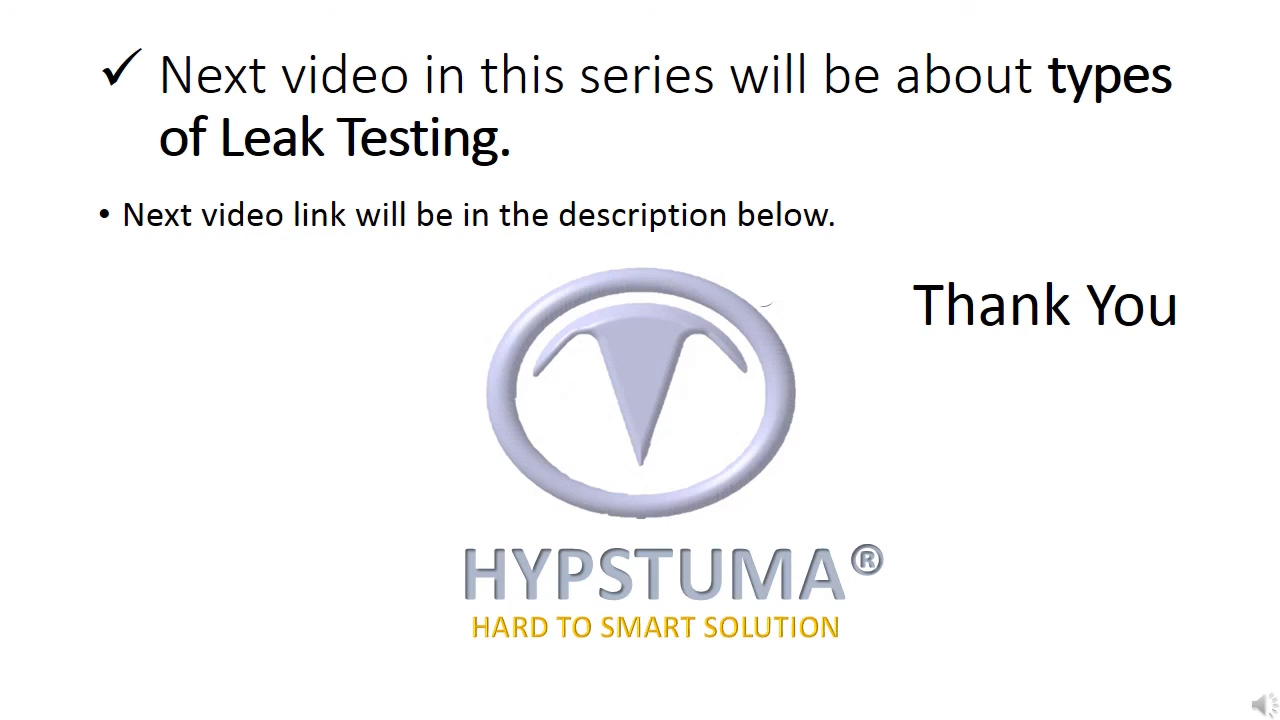 ✓ Next video in this series will be about types
of Leak Testing.
• Next video link will be in the description below.
Thank You
HYPSTUMA®
HARD TO SMART SOLUTION